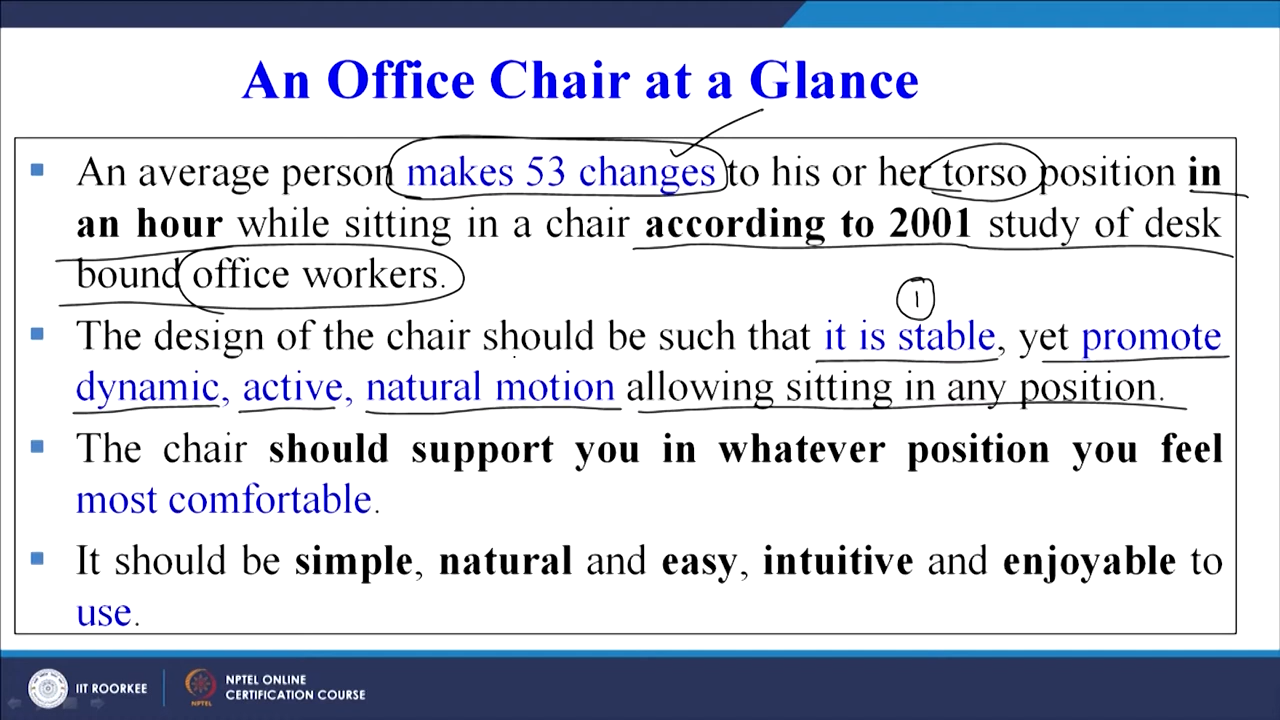 An Office Chair at a Glance
An average person makes 53 changes to his or her torso position in
an hour while sitting in a chair according to 2001 study of desk
bound office workers.
1
The design of the chair should be such that it is stable, yet promote
dynamic, active, natural motion allowing sitting in any position.
The chair should support you in whatever position you feel
most comfortable.
It should be simple, natural and easy, intuitive and enjoyable to
use.
IIT ROORKEE
NPTEL
NPTEL ONLINE
CERTIFICATION COURSE